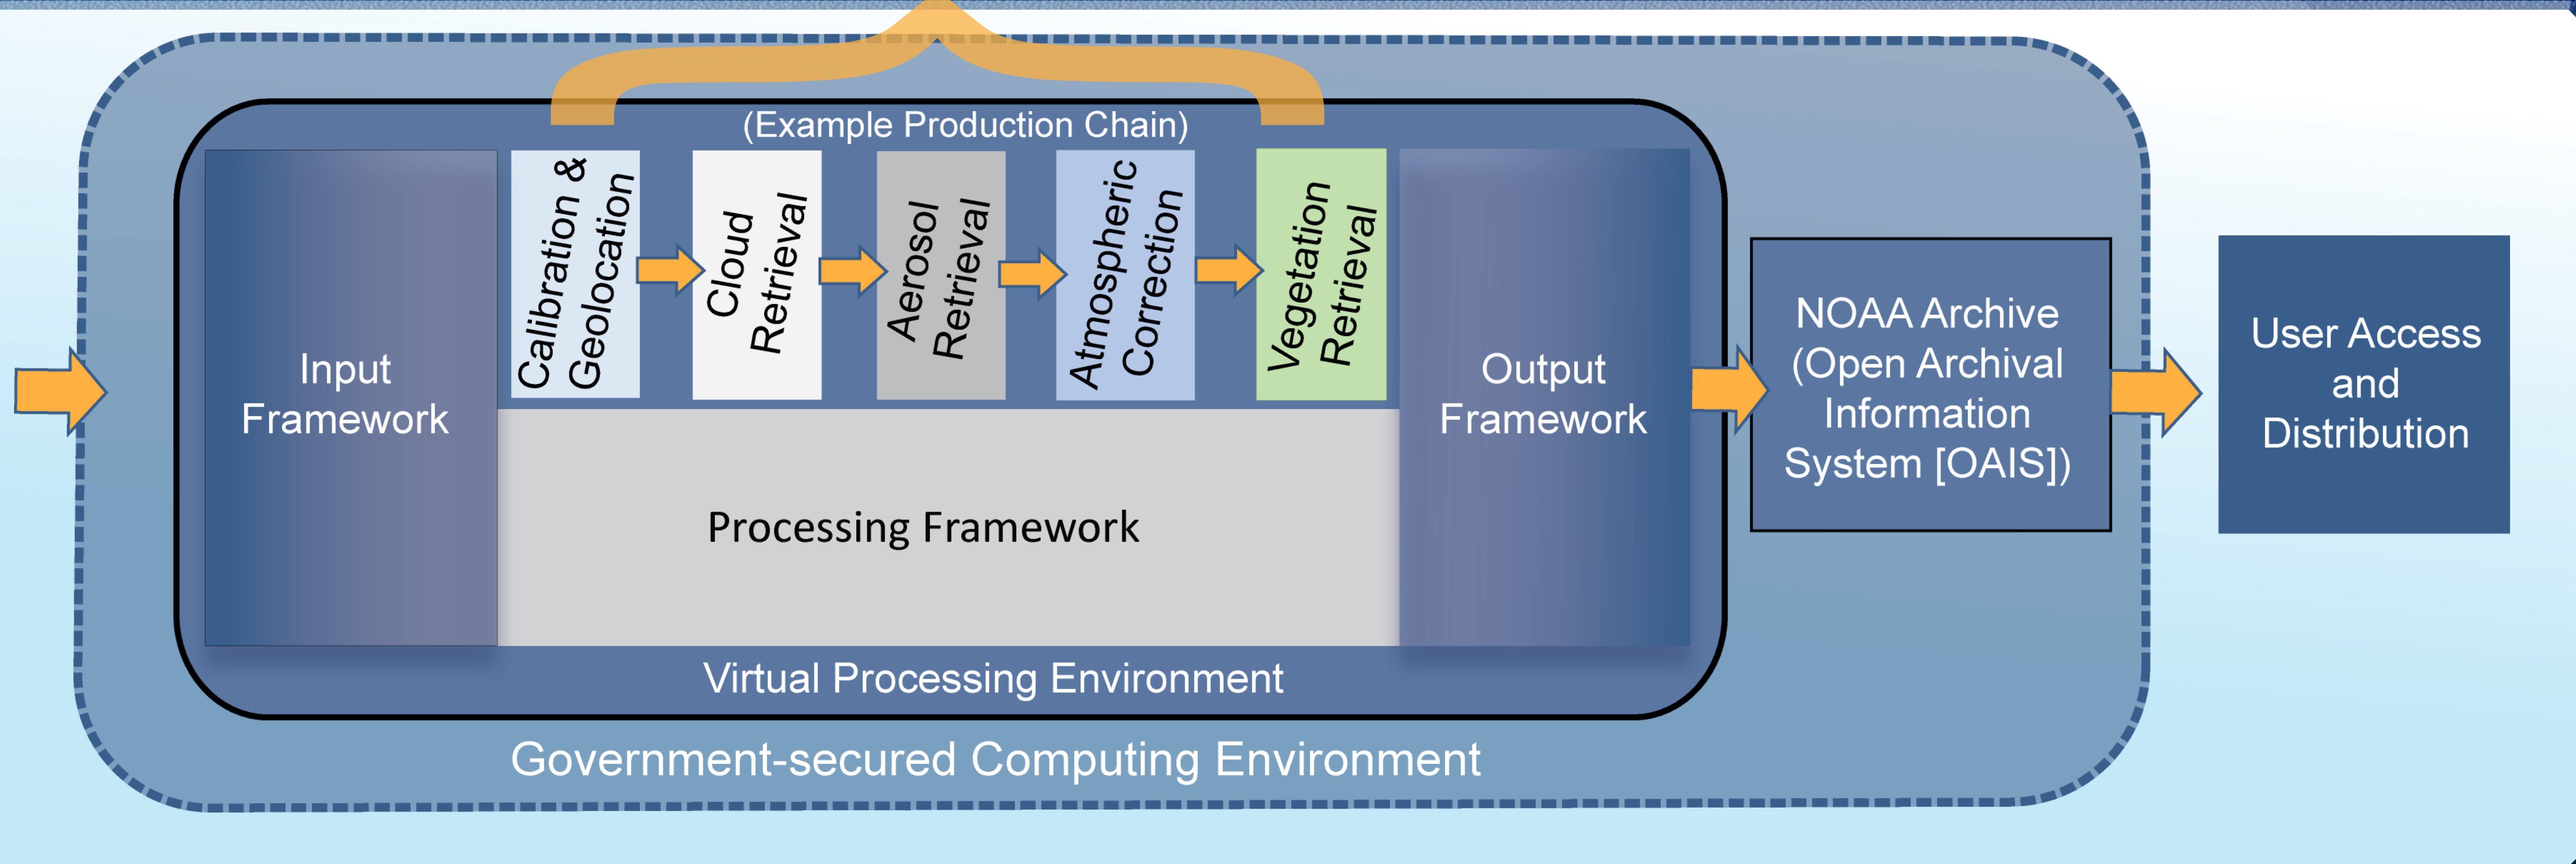 (Example Production Chain)
Input
Framework
Calibration &
Geolocation
Cloud
Retrieval
Aerosol
Retrieval
Atmospheric
Correction
Vegetation
Retrieval
Output
Framework
Processing Framework
Virtual Processing Environment
Government-secured Computing Environment
NOAA Archive
(Open Archival
Information
System [OAIS])
User Access
and
Distribution